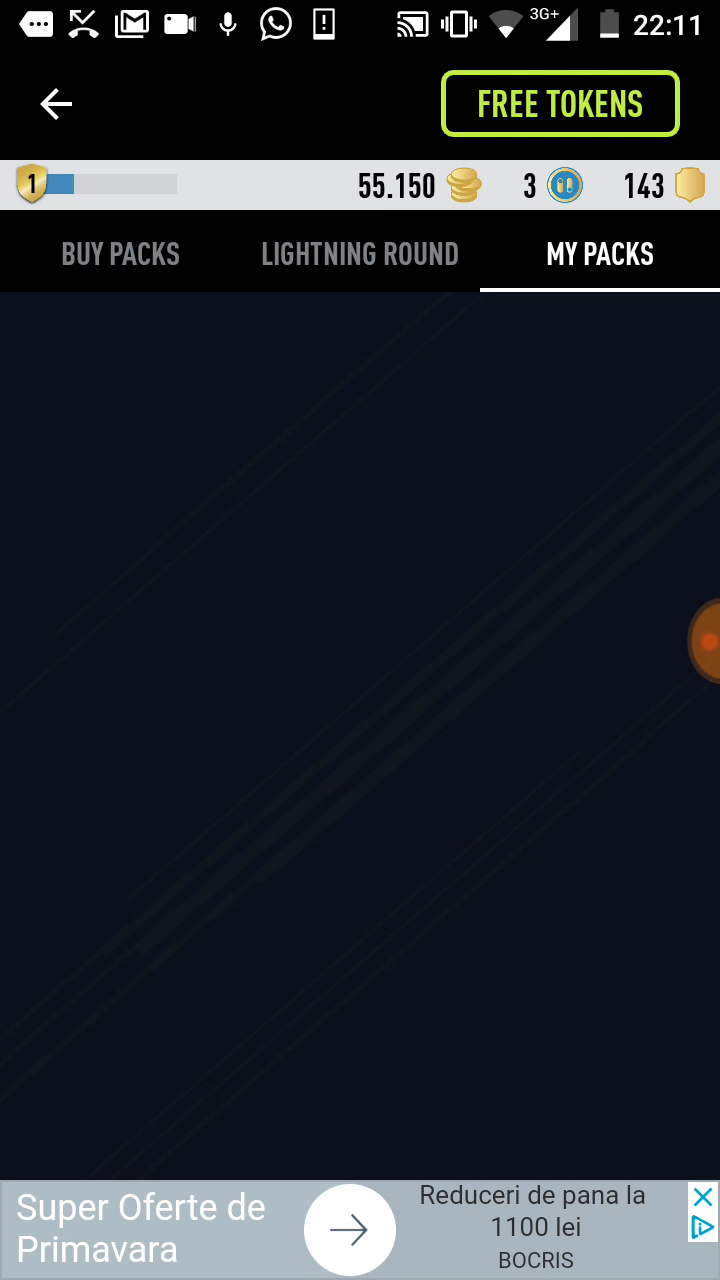 3G+ 22:11
FREE TOKENS
1 55.150 3 143
BUY PACKS LIGHTNING ROUND MY PACKS
Super Oferte de
Primavara
Reduceri de pana la
1100 lei
BOCRIS